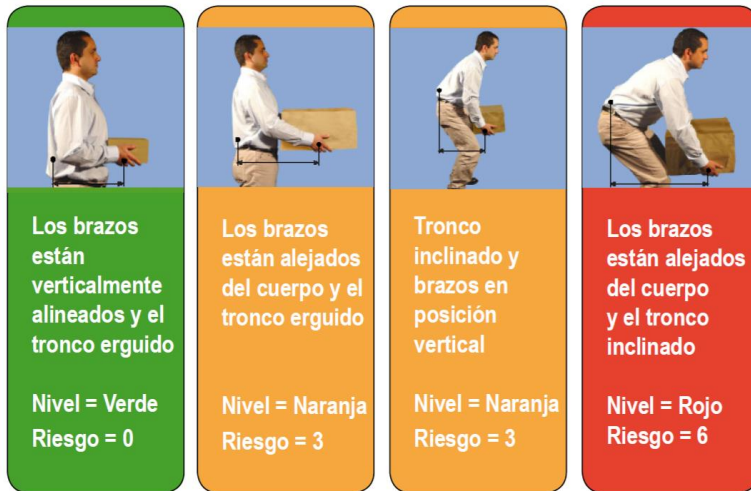 Los brazos
están
verticalmente
alineados y el
tronco erguido
Nivel = Verde
Riesgo = 0
Los brazos
están alejados
del cuerpo y el
tronco erguido
Nivel = Naranja
Riesgo = 3
Tronco
inclinado y
brazos en
posición
vertical
Nivel = Naranja
Riesgo = 3
Los brazos
están alejados
del cuerpo
y el tronco
inclinado
Nivel = Rojo
Riesgo = 6